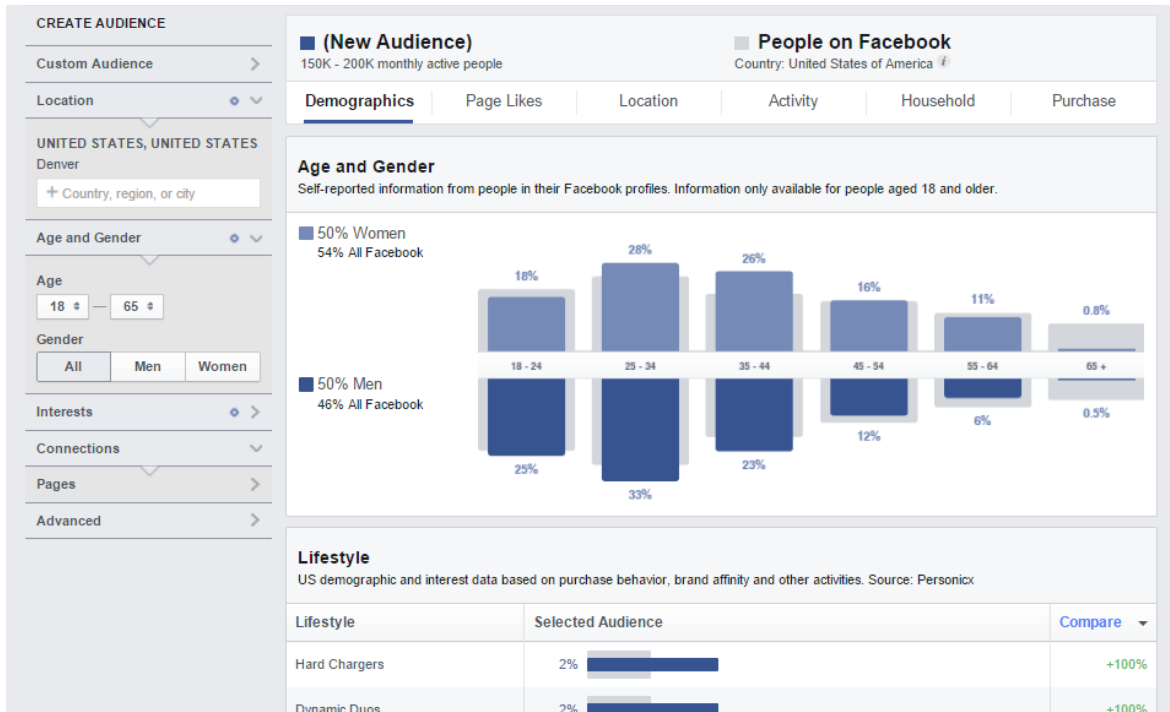 CREATE AUDIENCE
Custom Audience
Location
UNITED STATES, UNITED STATES
Denver
+ Country, region, or city
Age and Gender
Age
18 — 65
Gender
All Men Women
Interests
Connections
Pages
Advanced
(New Audience)
150K - 200K monthly active people
People on Facebook
Country: United States of America i
Demographics Page Likes Location Activity Household Purchase
Age and Gender
Self-reported information from people in their Facebook profiles. Information only available for people aged 18 and older.
50% Women
54% All Facebook
18% 28% 26% 16% 11% 0.8%
18 - 24 25 - 34 35 - 44 45 - 54 55 - 64 65 +
50% Men
46% All Facebook
25% 33% 23% 12% 6% 0.5%
Lifestyle
US demographic and interest data based on purchase behavior, brand affinity and other activities. Source: Personicx
Lifestyle Selected Audience Compare
Hard Chargers 2% +100%
Dynamic Duos 2% +100%